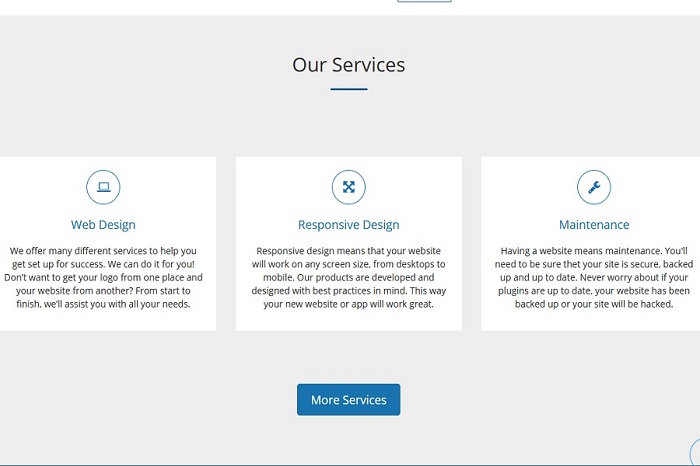 Our Services
Web Design
We offer many different services to help you
get set up for success. We can do it for you!
Don't want to get your logo from one place and
your website from another? From start to
finish, we'll assist you with all your needs.
Responsive Design
Responsive design means that your website
will work on any screen size, from desktops to
mobile. Our products are developed and
designed with best practices in mind. This way
your new website or app will work great.
Maintenance
Having a website means maintenance. You'll
need to be sure that your site is secure, backed
up and up to date. Never worry about if your
plugins are up to date, your website has been
backed up or your site will be hacked.
More Services